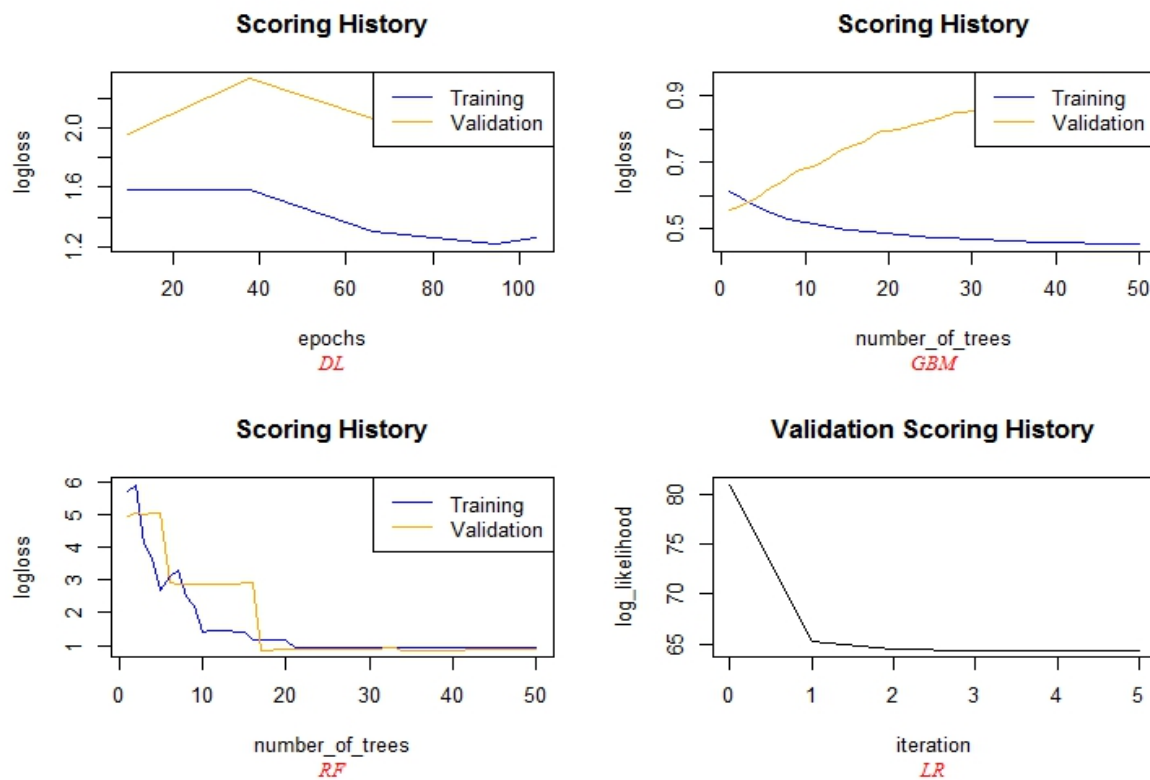 Scoring History
logloss
2.0
1.6
1.2
Training
Validation
20
40
60
80
100
epochs
DL
Scoring History
logloss
0.9
0.7
0.5
Training
Validation
0
10
20
30
40
50
number_of_trees
GBM
Scoring History
logloss
6
5
4
3
2
1
Training
Validation
0
10
20
30
40
50
number_of_trees
RF
Validation Scoring History
log_likelihood
80
75
70
65
0
1
2
3
4
5
iteration
LR